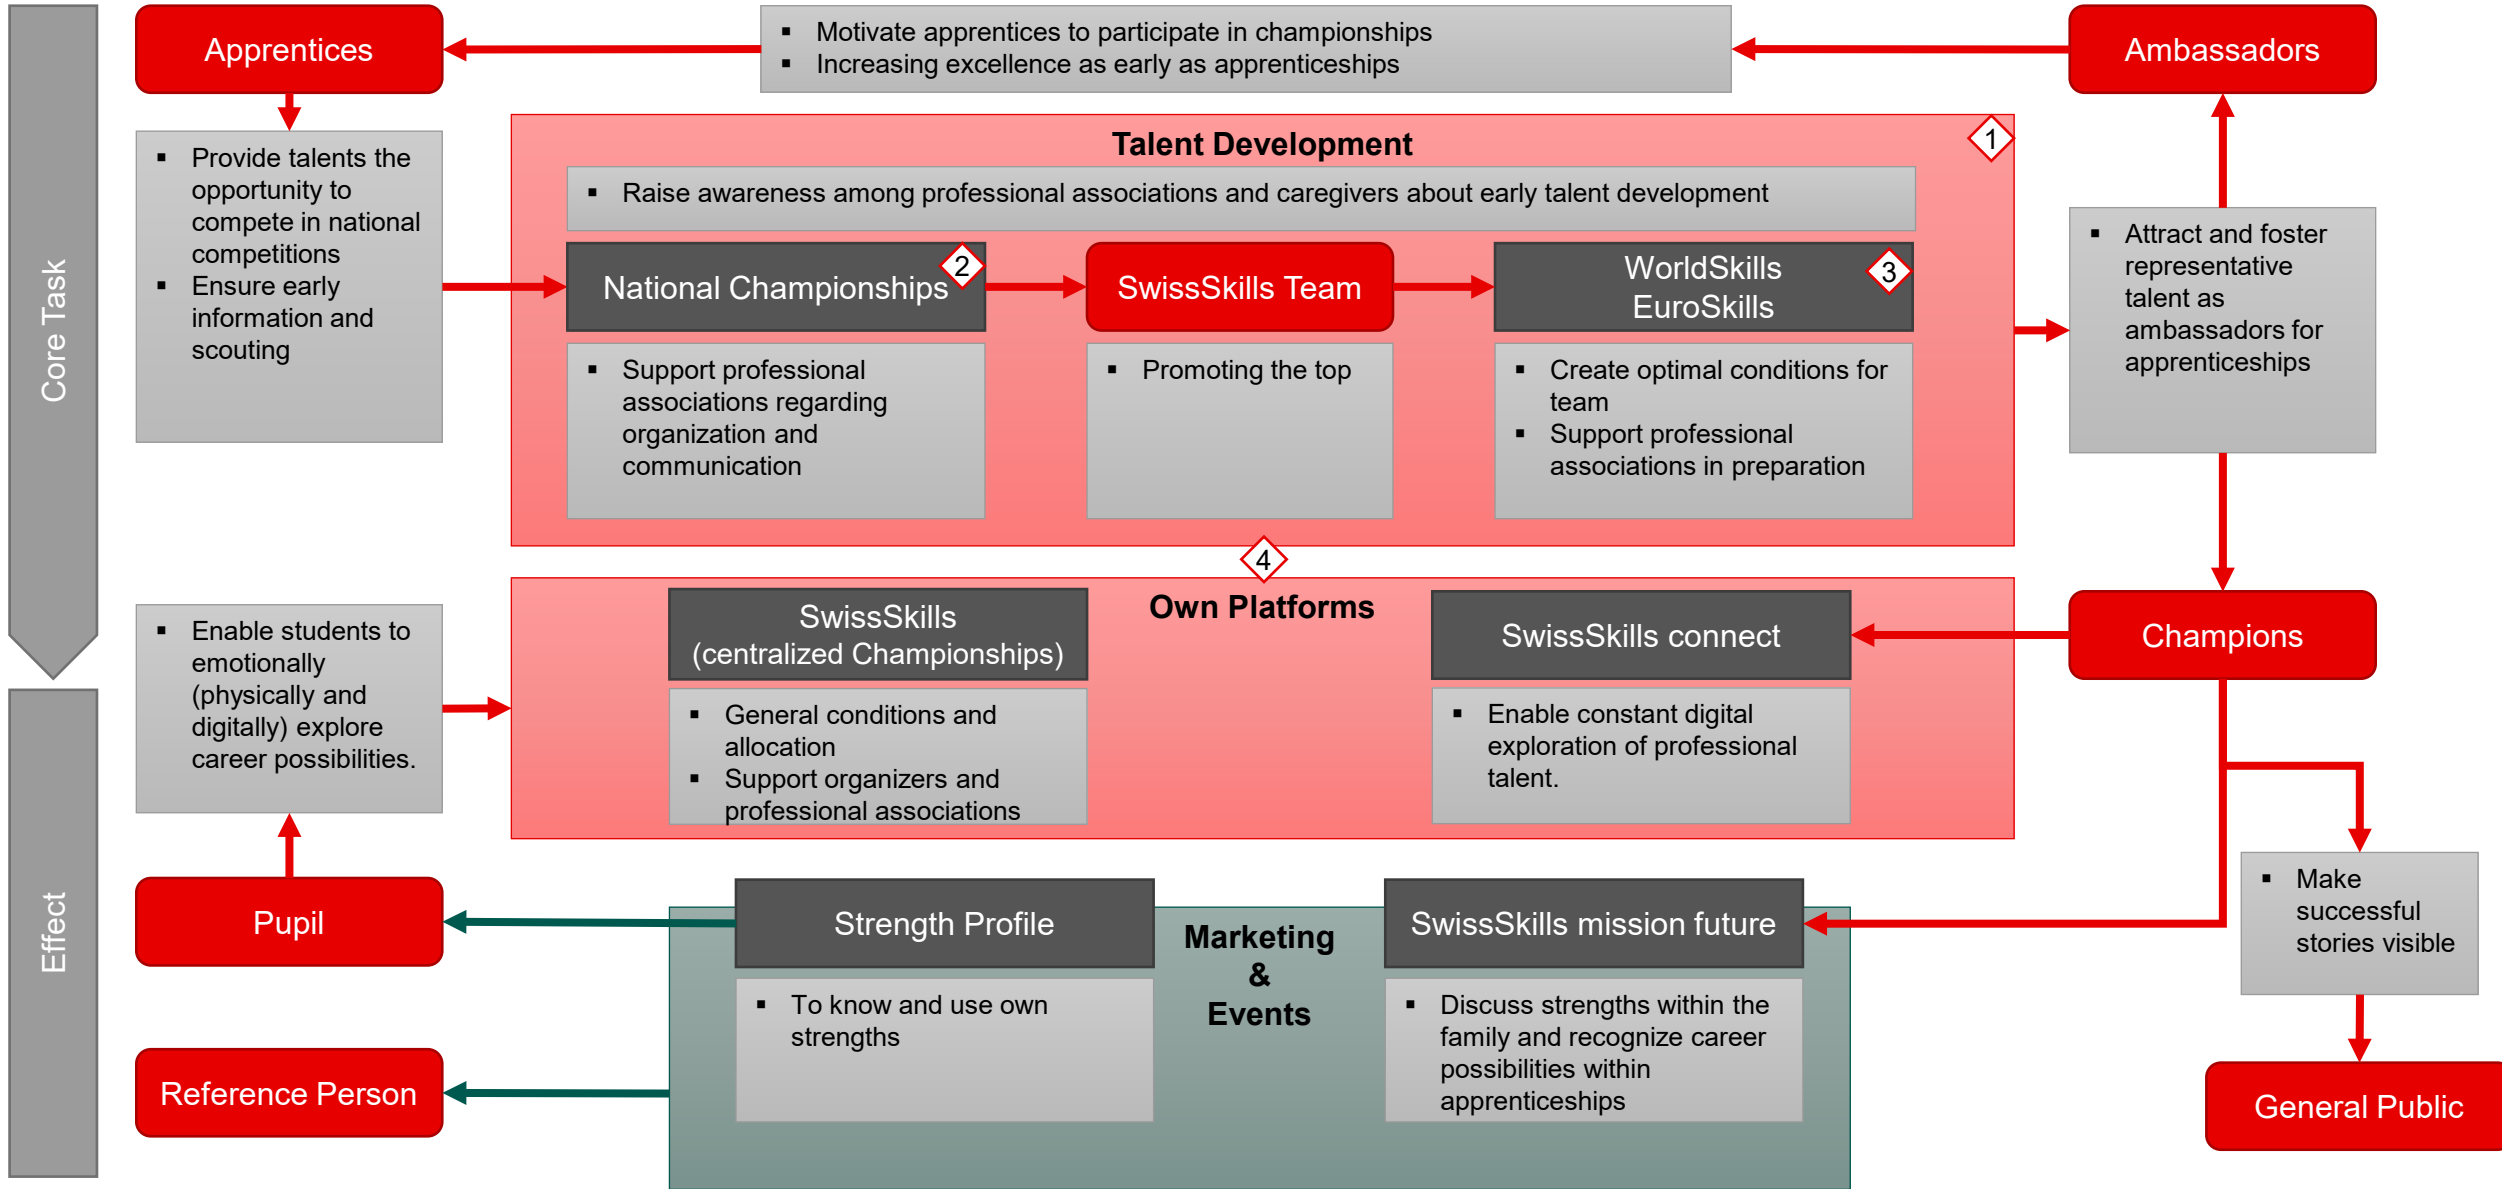 Core Task
Effect
Apprentices
▪ Motivate apprentices to participate in championships
▪ Increasing excellence as early as apprenticeships
Ambassadors
▪ Provide talents the
opportunity to
compete in national
competitions
▪ Ensure early
information and
scouting
Talent Development
1
▪ Raise awareness among professional associations and caregivers about early talent development
National Championships
2
▪ Support professional
associations regarding
organization and
communication
SwissSkills Team
▪ Promoting the top
WorldSkills
EuroSkills
3
▪ Create optimal conditions for
team
▪ Support professional
associations in preparation
▪ Attract and foster
representative
talent as
ambassadors for
apprenticeships
4
▪ Enable students to
emotionally
(physically and
digitally) explore
career possibilities.
Own Platforms
SwissSkills
(centralized Championships)
▪ General conditions and
allocation
▪ Support organizers and
professional associations
SwissSkills connect
▪ Enable constant digital
exploration of professional
talent.
Champions
Pupil
Strength Profile
▪ To know and use own
strengths
Marketing
&
Events
SwissSkills mission future
▪ Discuss strengths within the
family and recognize career
possibilities within
apprenticeships
▪ Make
successful
stories visible
Reference Person
General Public